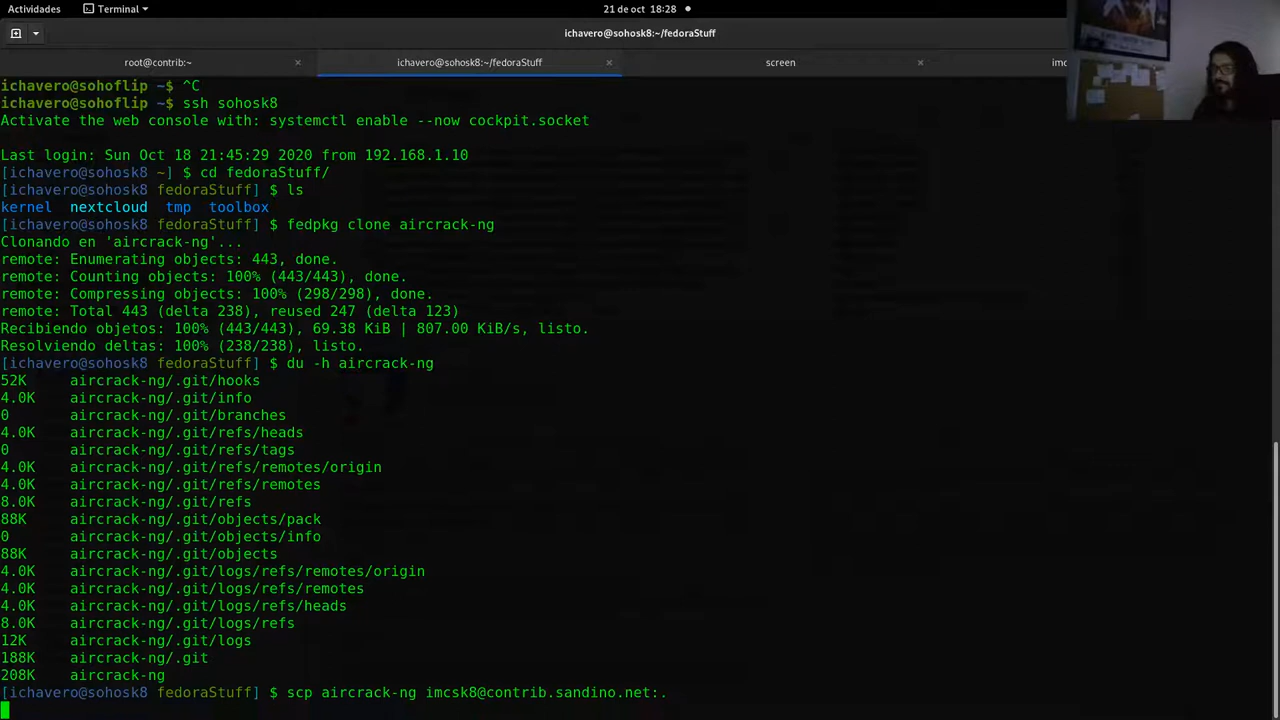 Actividades
Terminal
21 de oct 18:28
ichavero@sohosk8:~/fedoraStuff
root@contrib:~
ichavero@sohosk8:~/fedoraStuff
screen
imc
ichavero@sohoflip ~$ ^C
ichavero@sohoflip ~$ ssh sohosk8
Activate the web console with: systemctl enable --now cockpit.socket
Last login: Sun Oct 18 21:45:29 2020 from 192.168.1.10
[ichavero@sohosk8 ~] $ cd fedoraStuff/
[ichavero@sohosk8 fedoraStuff] $ ls
kernel nextcloud tmp toolbox
[ichavero@sohosk8 fedoraStuff] $ fedpkg clone aircrack-ng
Clonando en 'aircrack-ng'...
remote: Enumerating objects: 443, done.
remote: Counting objects: 100% (443/443), done.
remote: Compressing objects: 100% (298/298), done.
remote: Total 443 (delta 238), reused 247 (delta 123)
Recibiendo objetos: 100% (443/443), 69.38 KiB | 807.00 KiB/s, listo.
Resolviendo deltas: 100% (238/238), listo.
[ichavero@sohosk8 fedoraStuff] $ du -h aircrack-ng
52K aircrack-ng/.git/hooks
4.0K aircrack-ng/.git/info
0 aircrack-ng/.git/branches
4.0K aircrack-ng/.git/refs/heads
0 aircrack-ng/.git/refs/tags
4.0K aircrack-ng/.git/refs/remotes/origin
4.0K aircrack-ng/.git/refs/remotes
8.0K aircrack-ng/.git/refs
88K aircrack-ng/.git/objects/pack
0 aircrack-ng/.git/objects/info
88K aircrack-ng/.git/objects
4.0K aircrack-ng/.git/logs/refs/remotes/origin
4.0K aircrack-ng/.git/logs/refs/remotes
4.0K aircrack-ng/.git/logs/refs/heads
8.0K aircrack-ng/.git/logs/refs
12K aircrack-ng/.git/logs
188K aircrack-ng/.git
208K aircrack-ng
[ichavero@sohosk8 fedoraStuff] $ scp aircrack-ng imcsk8@contrib.sandino.net:.